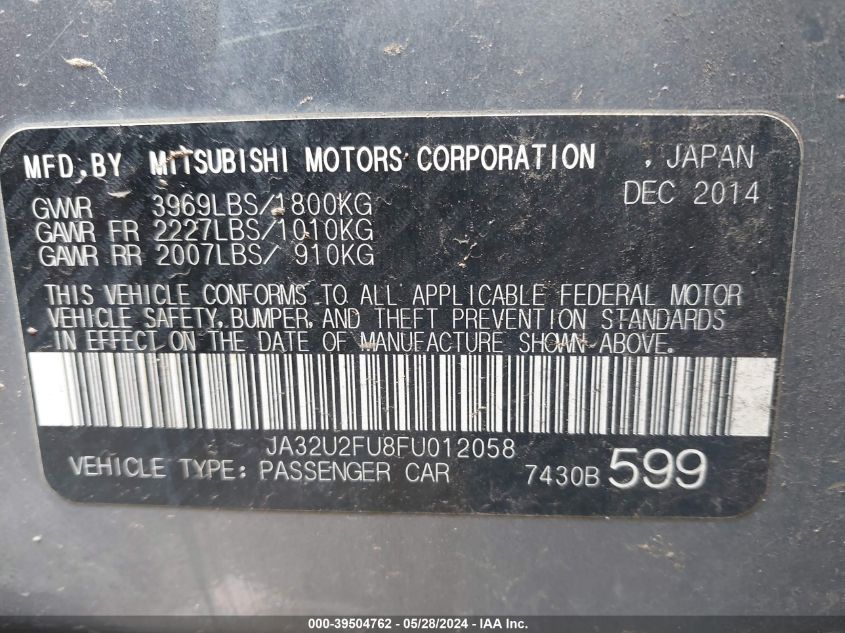 MFD.BY MITSUBISHI MOTORS CORPORATION , JAPAN
DEC 2014
GVWR 3969LBS/1800KG
GAWR FR 2227LBS/1010KG
GAWR RR 2007LBS/ 910KG
THIS VEHICLE CONFORMS TO ALL APPLICABLE FEDERAL MOTOR
VEHICLE SAFETY, BUMPER, AND THEFT PREVENTION STANDARDS
IN EFFECT ON THE DATE OF MANUFACTURE SHOWN ABOVE.
JA32U2FU8FU012058
VEHICLE TYPE: PASSENGER CAR 7430B 599
000-39504762 - 05/28/2024 - IAA Inc.